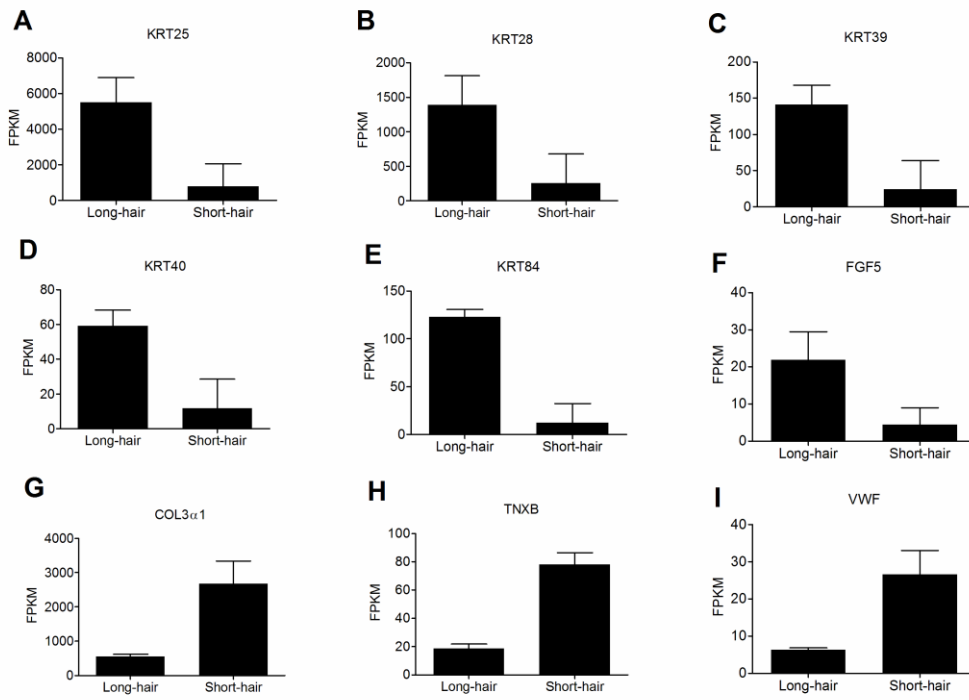 A
KRT25
FPKM
8000
6000
4000
2000
0
Long-hair
Short-hair
B
KRT28
FPKM
2000
1500
1000
500
0
Long-hair
Short-hair
C
KRT39
FPKM
200
150
100
50
0
Long-hair
Short-hair
D
KRT40
FPKM
80
60
40
20
0
Long-hair
Short-hair
E
KRT84
FPKM
150
100
50
0
Long-hair
Short-hair
F
FGF5
FPKM
40
30
20
10
0
Long-hair
Short-hair
G
COL3α1
FPKM
4000
3000
2000
1000
0
Long-hair
Short-hair
H
TNXB
FPKM
100
80
60
40
20
0
Long-hair
Short-hair
I
VWF
FPKM
40
30
20
10
0
Long-hair
Short-hair